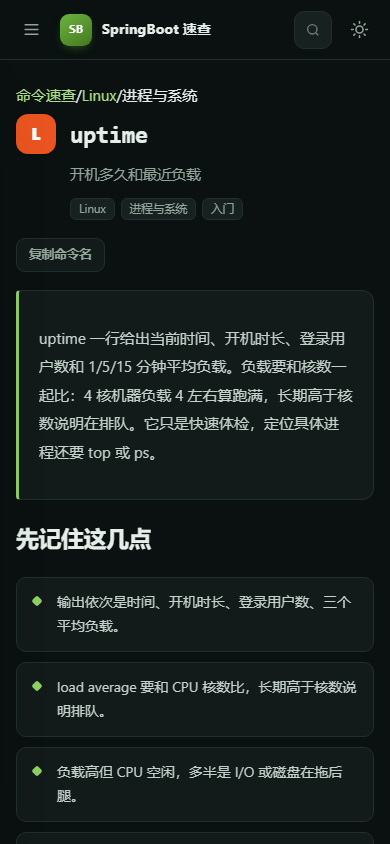 SB SpringBoot 速查
命令速查/Linux/进程与系统
L uptime
开机多久和最近负载
Linux 进程与系统 入门
复制命令名
uptime 一行给出当前时间、开机时长、登录用
户数和 1/5/15 分钟平均负载。负载要和核数一
起比：4 核机器负载 4 左右算跑满，长期高于核
数说明在排队。它只是快速体检，定位具体进
程还要 top 或 ps。
先记住这几点
输出依次是时间、开机时长、登录用户数、三个
平均负载。
load average 要和 CPU 核数比，长期高于核数说
明排队。
负载高但 CPU 空闲，多半是 I/O 或磁盘在拖后
腿。